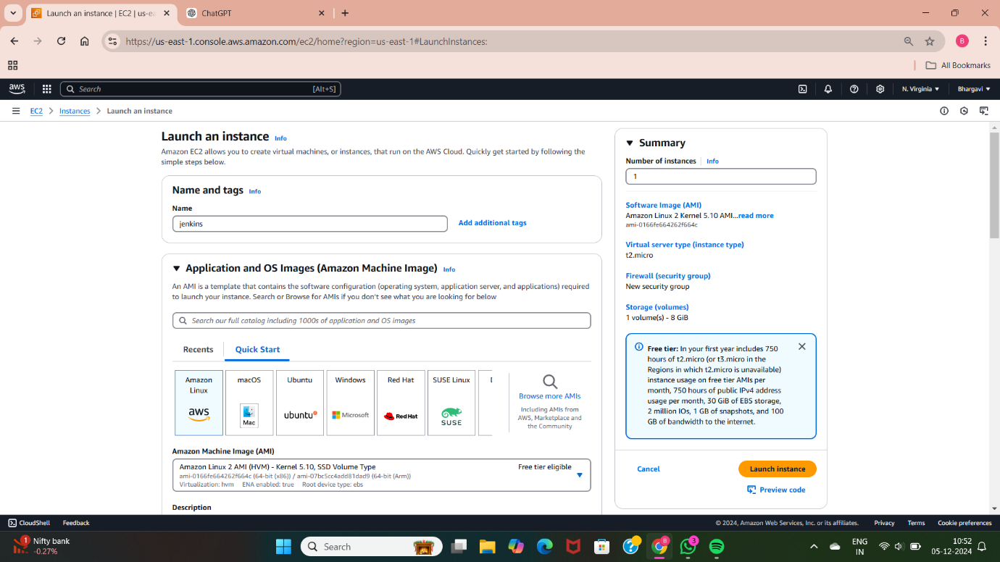 Launch an instance | EC2 | us-ea
ChatGPT
https://us-east-1.console.aws.amazon.com/ec2/home?region=us-east-1#LaunchInstances:
B
All Bookmarks
aws
Search
[Alt+S]
N. Virginia
Bhargavi
EC2
Instances
Launch an instance
Launch an instance
Info
Amazon EC2 allows you to create virtual machines, or instances, that run on the AWS Cloud. Quickly get started by following the
simple steps below.
Name and tags
Info
Name
jenkins
Add additional tags
Application and OS Images (Amazon Machine Image)
Info
An AMI is a template that contains the software configuration (operating system, application server, and applications) required
to launch your instance. Search or Browse for AMIs if you don't see what you are looking for below
Search our full catalog including 1000s of application and OS images
Recents
Quick Start
Amazon
Linux
aws
macOS
Mac
Ubuntu
ubuntu
Windows
Microsoft
Red Hat
Red Hat
SUSE Linux
SUSE
Browse more AMIs
Including AMIs from
AWS, Marketplace and
the Community
Amazon Machine Image (AMI)
Amazon Linux 2 AMI (HVM) - Kernel 5.10, SSD Volume Type
Free tier eligible
ami-0166fe664262f664c (64-bit (x86)) / ami-07bc5cc4add81dad9 (64-bit (Arm))
Virtualization: hvm ENA enabled: true Root device type: ebs
Description
Summary
Number of instances
Info
1
Software Image (AMI)
Amazon Linux 2 Kernel 5.10 AMI...read more
ami-0166fe664262f664c
Virtual server type (instance type)
t2.micro
Firewall (security group)
New security group
Storage (volumes)
1 volume(s) - 8 GiB
Free tier: In your first year includes 750
hours of t2.micro (or t3.micro in the
Regions in which t2.micro is unavailable)
instance usage on free tier AMIs per
month, 750 hours of public IPv4 address
usage per month, 30 GiB of EBS storage,
2 million IOs, 1 GB of snapshots, and 100
GB of bandwidth to the internet.
Cancel
Launch instance
Preview code
CloudShell
Feedback
© 2024, Amazon Web Services, Inc. or its affiliates.
Privacy
Terms
Cookie preferences
1
Nifty bank
-0.27%
Search
B
3
ENG
IN
10:52
05-12-2024